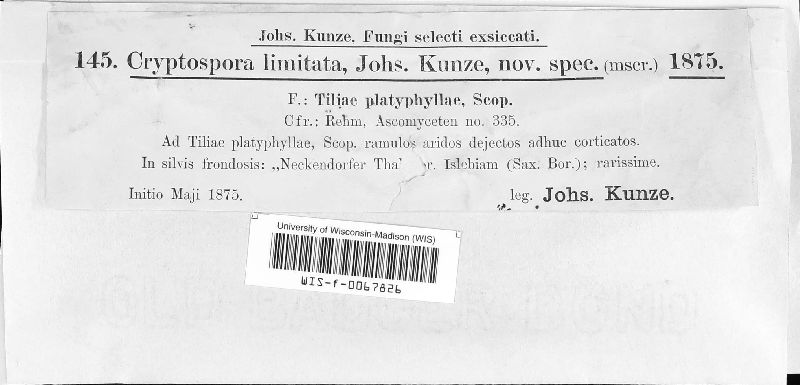 Johs. Kunze. Fungi selecti exsiccati.
145. Cryptospora limitata, Johs. Kunze, nov. spec. (mscr.) 1875.
F.: Tiliae platyphyllae, Scop.
Cfr.: Rehm, Ascomyceten no. 335.
Ad Tiliae platyphyllae, Scop. ramulos aridos dejectos adhuc corticatos.
In silvis frondosis: „Neckendorfer Tha r. Islebiam (Sax. Bor.); rarissime.
Initio Maji 1875. leg. Johs. Kunze.
University of Wisconsin-Madison (WIS)
WIS-f-0067826